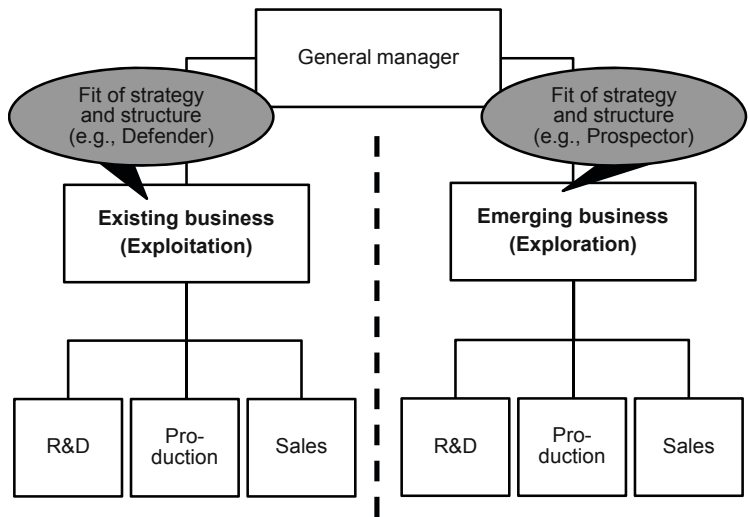 General manager
Fit of strategy
and structure
(e.g., Defender)
Fit of strategy
and structure
(e.g., Prospector)
Existing business
(Exploitation)
Emerging business
(Exploration)
R&D
Pro-
duction
Sales
R&D
Pro-
duction
Sales